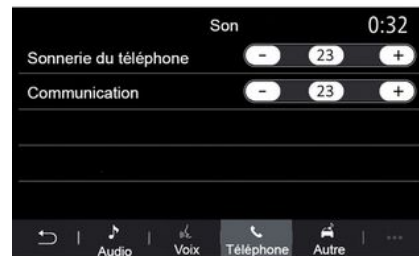 Son 0:32
Sonnerie du téléphone - 23 +
Communication - 23 +
Audio Voix Téléphone Autre ...